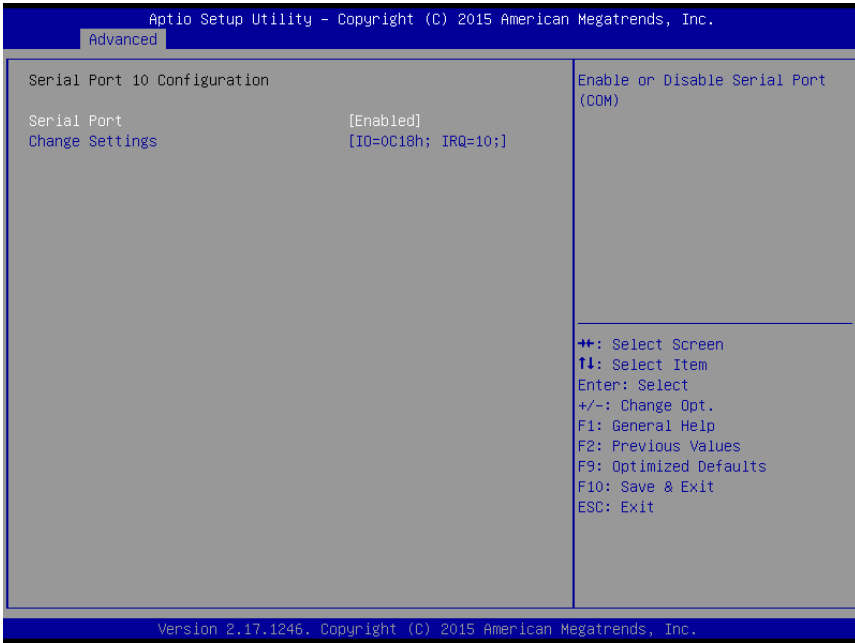 Aptio Setup Utility – Copyright (C) 2015 American Megatrends, Inc.
Advanced
Serial Port 10 Configuration
Serial Port [Enabled]
Change Settings [IO=0C18h; IRQ=10;]
Enable or Disable Serial Port
(COM)
→←: Select Screen
↑↓: Select Item
Enter: Select
+/-: Change Opt.
F1: General Help
F2: Previous Values
F9: Optimized Defaults
F10: Save & Exit
ESC: Exit
Version 2.17.1246. Copyright (C) 2015 American Megatrends, Inc.